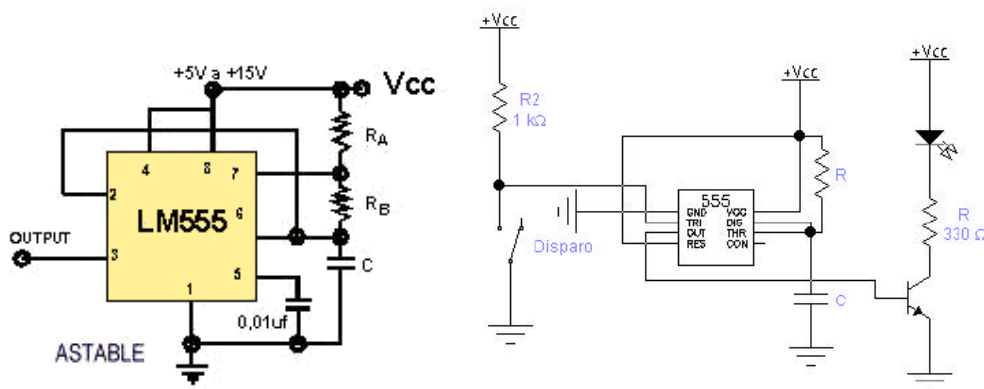 +5V a +15V
Vcc
RA
4
8
7
2
LM555
6
RB
OUTPUT
3
5
C
1
0,01uf
ASTABLE
+Vcc
R2
1 kΩ
Disparo
+Vcc
R
555
GND VCC
TRI DIS
OUT THR
RES CON
C
+Vcc
R
330 Ω